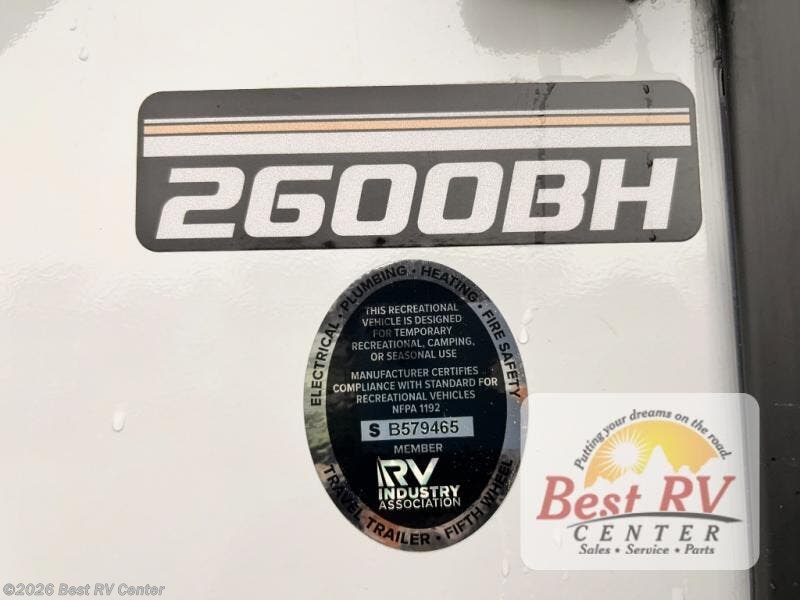 2600BH
ELECTRICAL · PLUMBING · HEATING · FIRE SAFETY
THIS RECREATIONAL
VEHICLE IS DESIGNED
FOR TEMPORARY
RECREATIONAL, CAMPING,
OR SEASONAL USE
MANUFACTURER CERTIFIES
COMPLIANCE WITH STANDARD FOR
RECREATIONAL VEHICLES
NFPA 1192
S B579465
MEMBER
RV
INDUSTRY
ASSOCIATION
TRAVEL TRAILER · FIFTH WHEEL
Putting your dreams on the road.
Best RV
CENTER
Sales • Service • Parts
©2026 Best RV Center